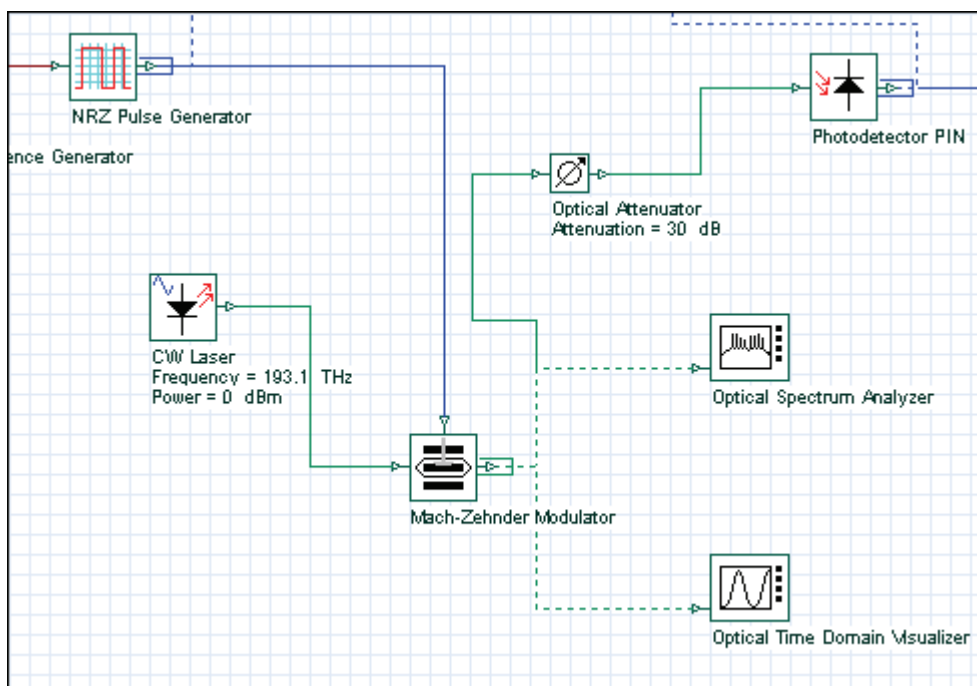 NRZ Pulse Generator
ence Generator
Photodetector PIN
Optical Attenuator
Attenuation = 30 dB
CW Laser
Frequency = 193.1 THz
Power = 0 dBm
Optical Spectrum Analyzer
Mach-Zehnder Modulator
Optical Time Domain Visualizer